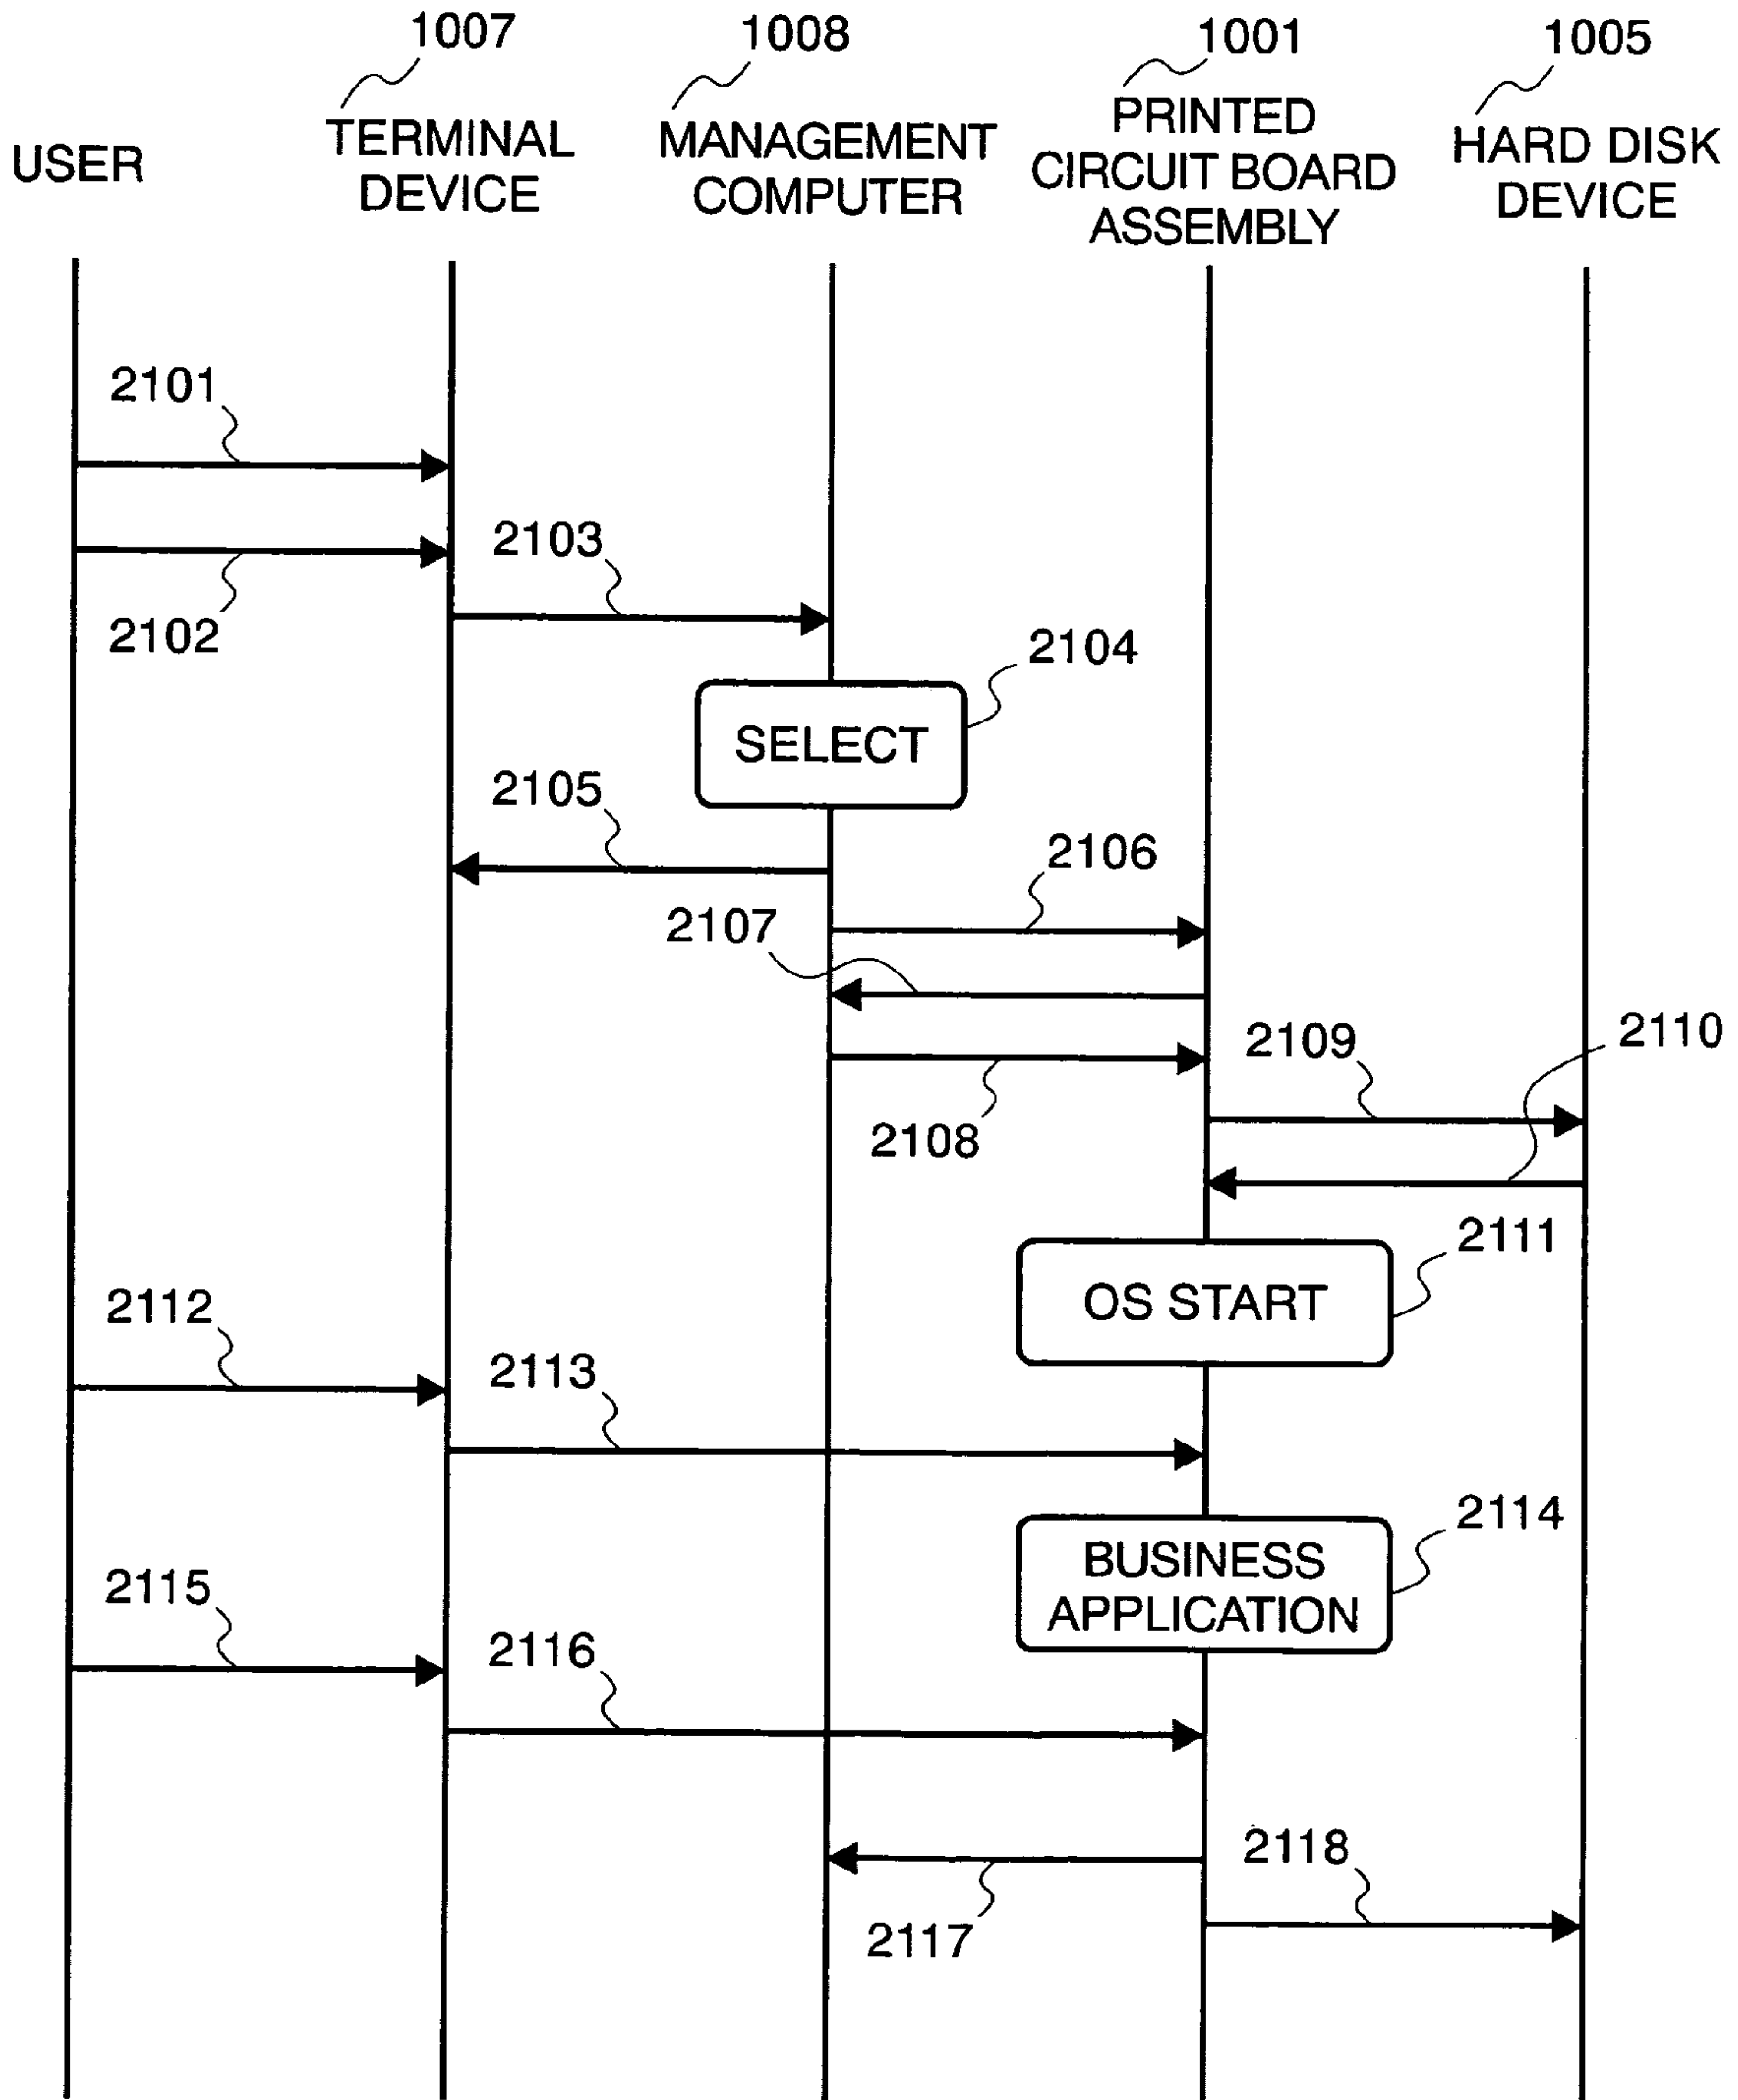 1007
1008
1001
1005
USER
TERMINAL
DEVICE
MANAGEMENT
COMPUTER
PRINTED
CIRCUIT BOARD
ASSEMBLY
HARD DISK
DEVICE
2101
2102
2103
2104
SELECT
2105
2106
2107
2108
2109
2110
2111
OS START
2112
2113
2114
BUSINESS
APPLICATION
2115
2116
2117
2118